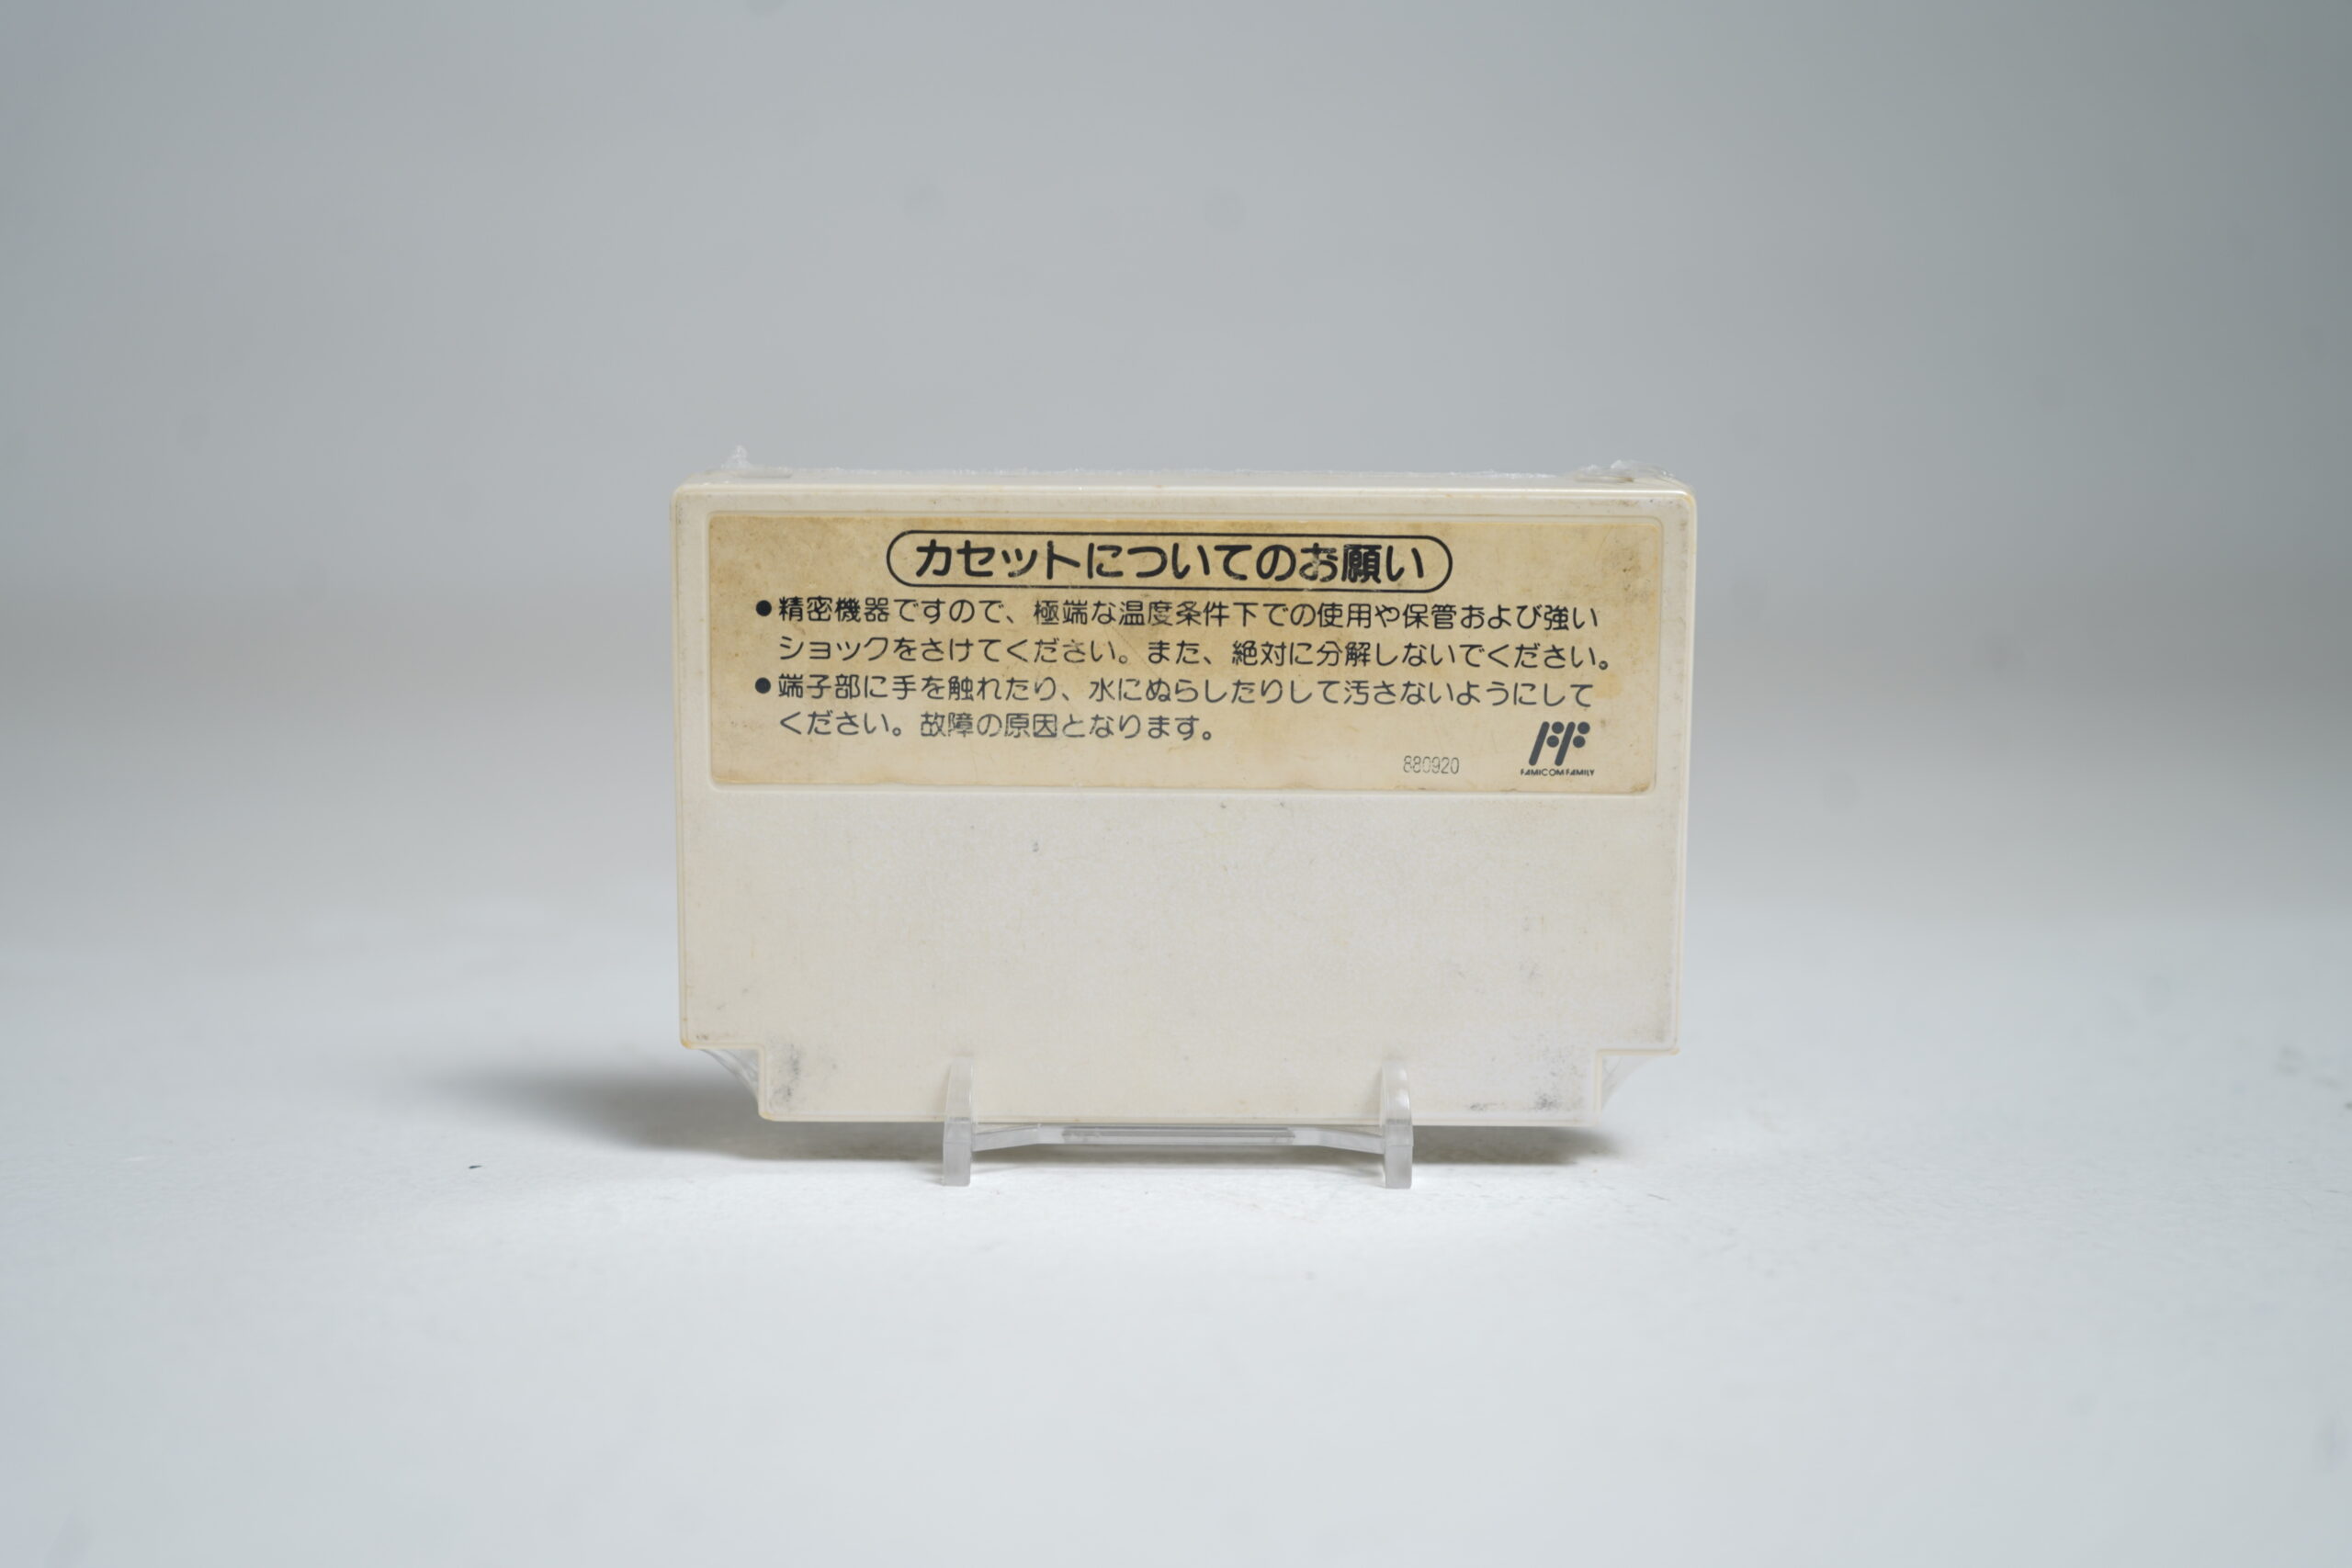 カセットについてのお願い
●精密機器ですので、極端な温度条件下での使用や保管および強い
ショックをさけてください。また、絶対に分解しないでください。
●端子部に手を触れたり、水にぬらしたりして汚さないようにして
ください。故障の原因となります。
880920
FAMICOM FAMILY